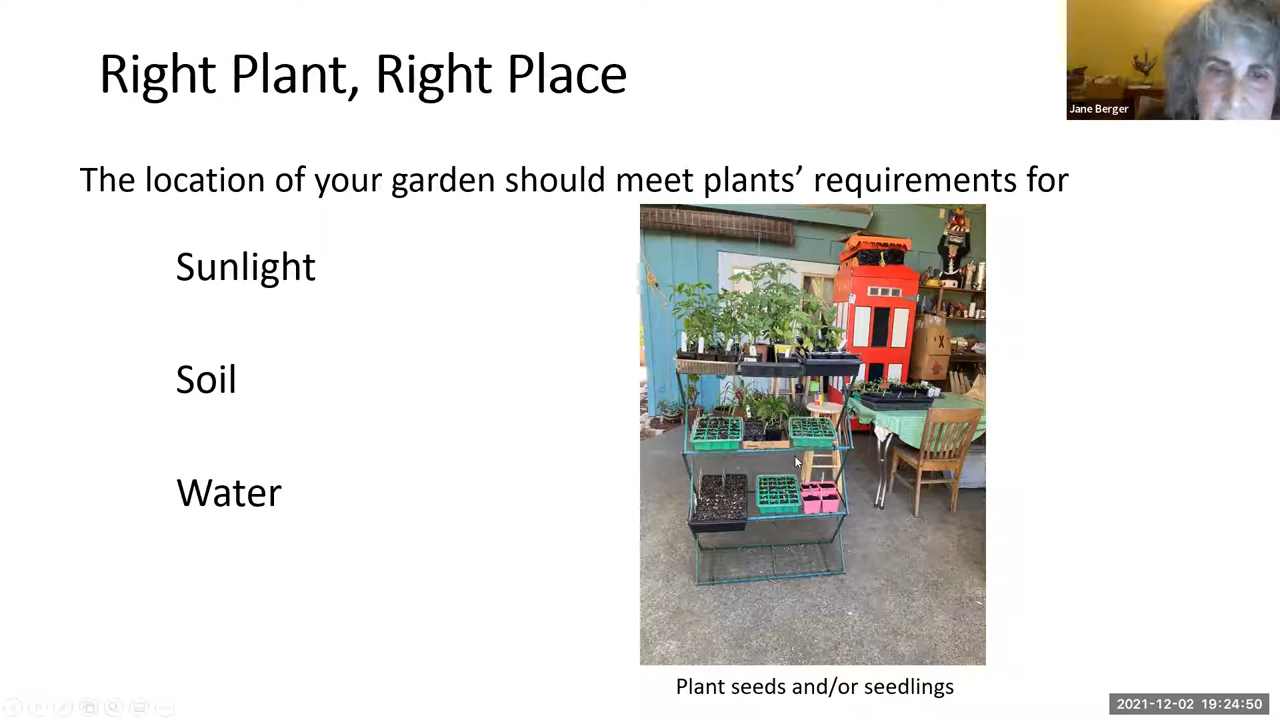 Right Plant, Right Place
Jane Berger
The location of your garden should meet plants’ requirements for
Sunlight
Soil
Water
X
Plant seeds and/or seedlings
2021-12-02 19:24:50